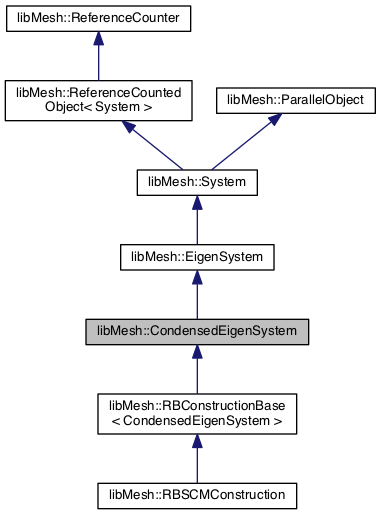 libMesh::ReferenceCounter
libMesh::ReferenceCounted
Object< System >
libMesh::ParallelObject
libMesh::System
libMesh::EigenSystem
libMesh::CondensedEigenSystem
libMesh::RBConstructionBase
< CondensedEigenSystem >
libMesh::RBSCMConstruction